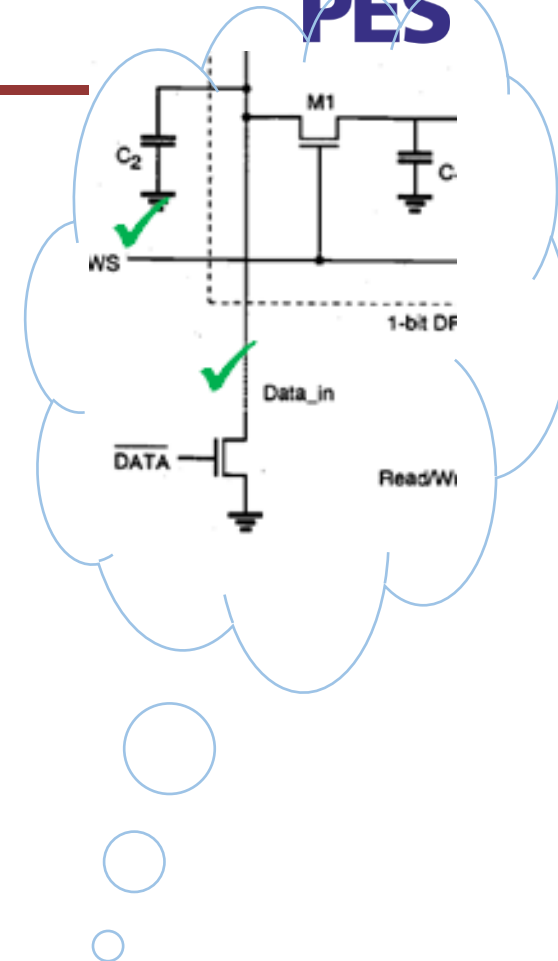 PES
M1
C₂
C
WS
1-bit DF
Data_in
DATA
Read/W